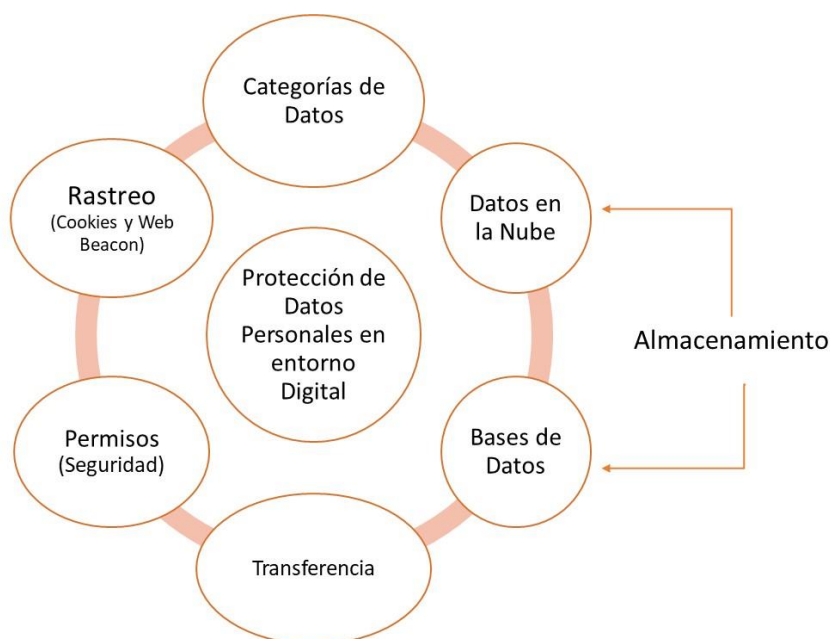 Categorías de
Datos
Rastreo
(Cookies y Web
Beacon)
Datos en
la Nube
Protección de
Datos
Personales en
entorno
Digital
Almacenamiento
Permisos
(Seguridad)
Bases de
Datos
Transferencia